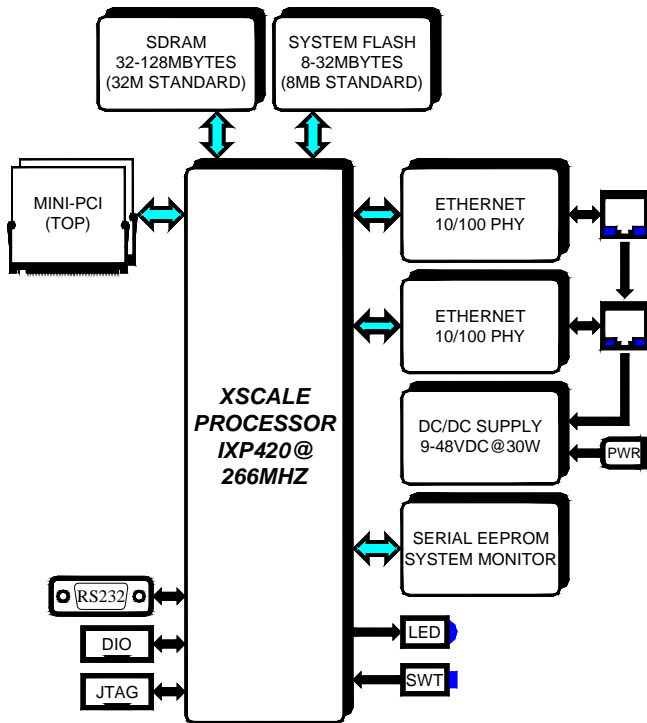 SDRAM
32-128MBYTES
(32M STANDARD)
SYSTEM FLASH
8-32MBYTES
(8MB STANDARD)
MINI-PCI
(TOP)
ETHERNET
10/100 PHY
ETHERNET
10/100 PHY
XSCALE
PROCESSOR
IXP420@
266MHZ
DC/DC SUPPLY
9-48VDC@30W
PWR
SERIAL EEPROM
SYSTEM MONITOR
RS232
LED
DIO
SWT
JTAG